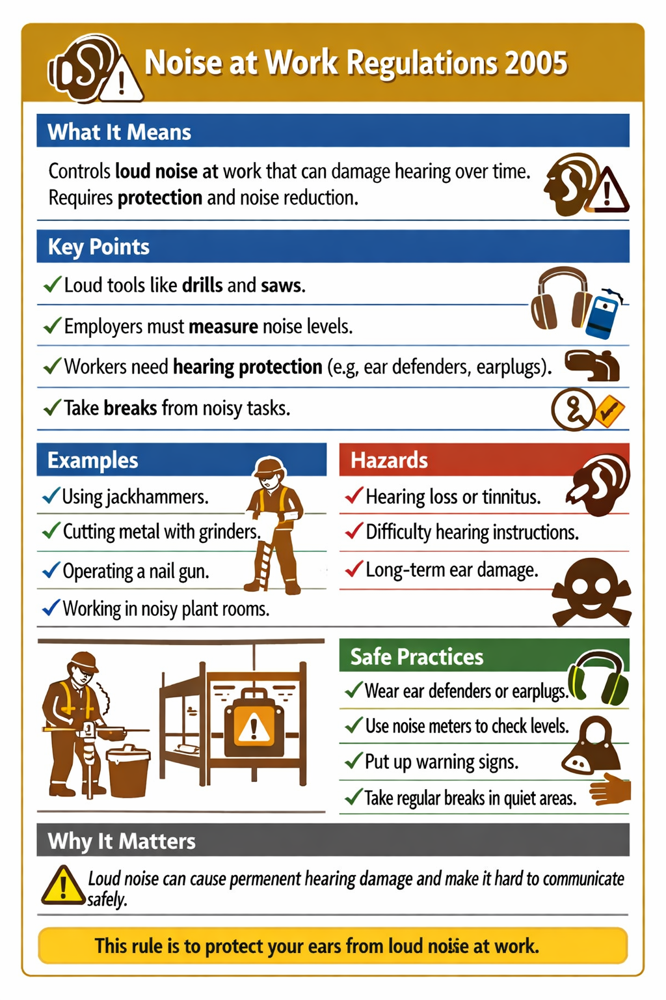 Noise at Work Regulations 2005
What It Means
Controls loud noise at work that can damage hearing over time.
Requires protection and noise reduction.
Key Points
Loud tools like drills and saws.
Employers must measure noise levels.
Workers need hearing protection (e.g, ear defenders, earplugs).
Take breaks from noisy tasks.
Examples
Using jackhammers.
Cutting metal with grinders.
Operating a nail gun.
Working in noisy plant rooms.
Hazards
Hearing loss or tinnitus.
Difficulty hearing instructions.
Long-term ear damage.
Safe Practices
Wear ear defenders or earplugs.
Use noise meters to check levels.
Put up warning signs.
Take regular breaks in quiet areas.
Why It Matters
Loud noise can cause permenent hearing damage and make it hard to communicate
safely.
This rule is to protect your ears from loud noise at work.